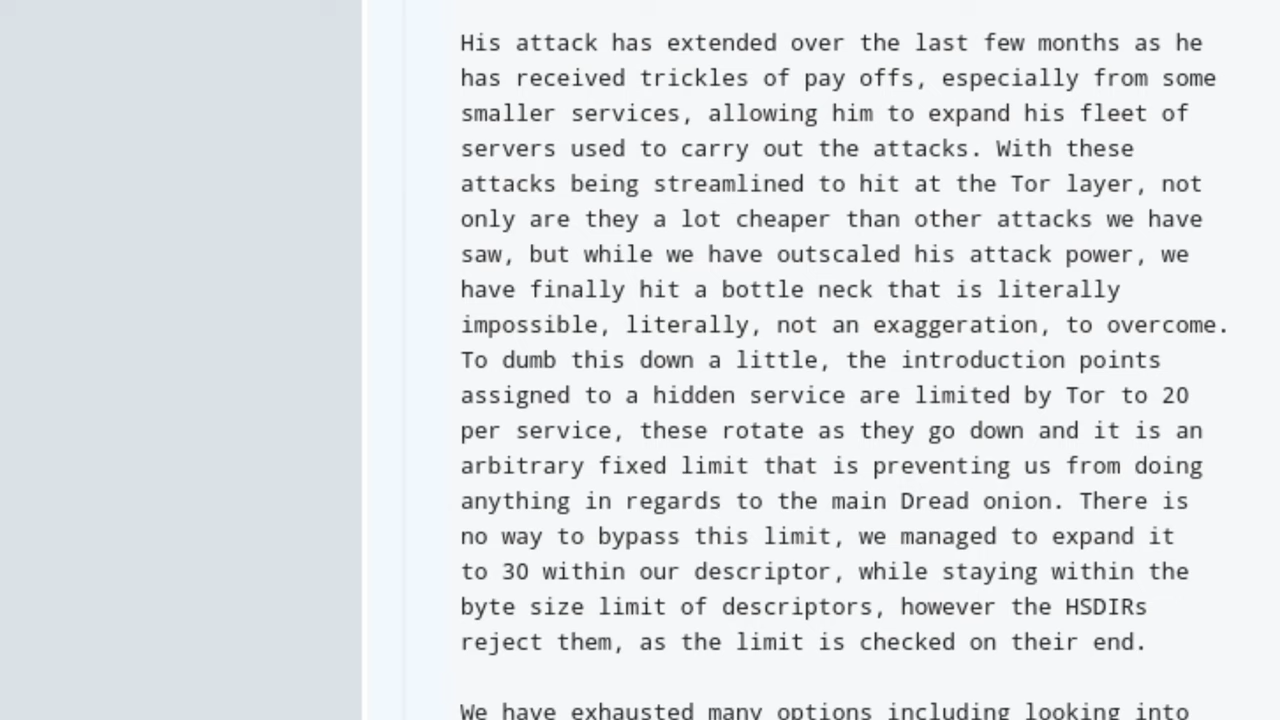 His attack has extended over the last few months as he
has received trickles of pay offs, especially from some
smaller services, allowing him to expand his fleet of
servers used to carry out the attacks. With these
attacks being streamlined to hit at the Tor layer, not
only are they a lot cheaper than other attacks we have
saw, but while we have outscaled his attack power, we
have finally hit a bottle neck that is literally
impossible, literally, not an exaggeration, to overcome.
To dumb this down a little, the introduction points
assigned to a hidden service are limited by Tor to 20
per service, these rotate as they go down and it is an
arbitrary fixed limit that is preventing us from doing
anything in regards to the main Dread onion. There is
no way to bypass this limit, we managed to expand it
to 30 within our descriptor, while staying within the
byte size limit of descriptors, however the HSDIRs
reject them, as the limit is checked on their end.
We have exhausted many options including looking into